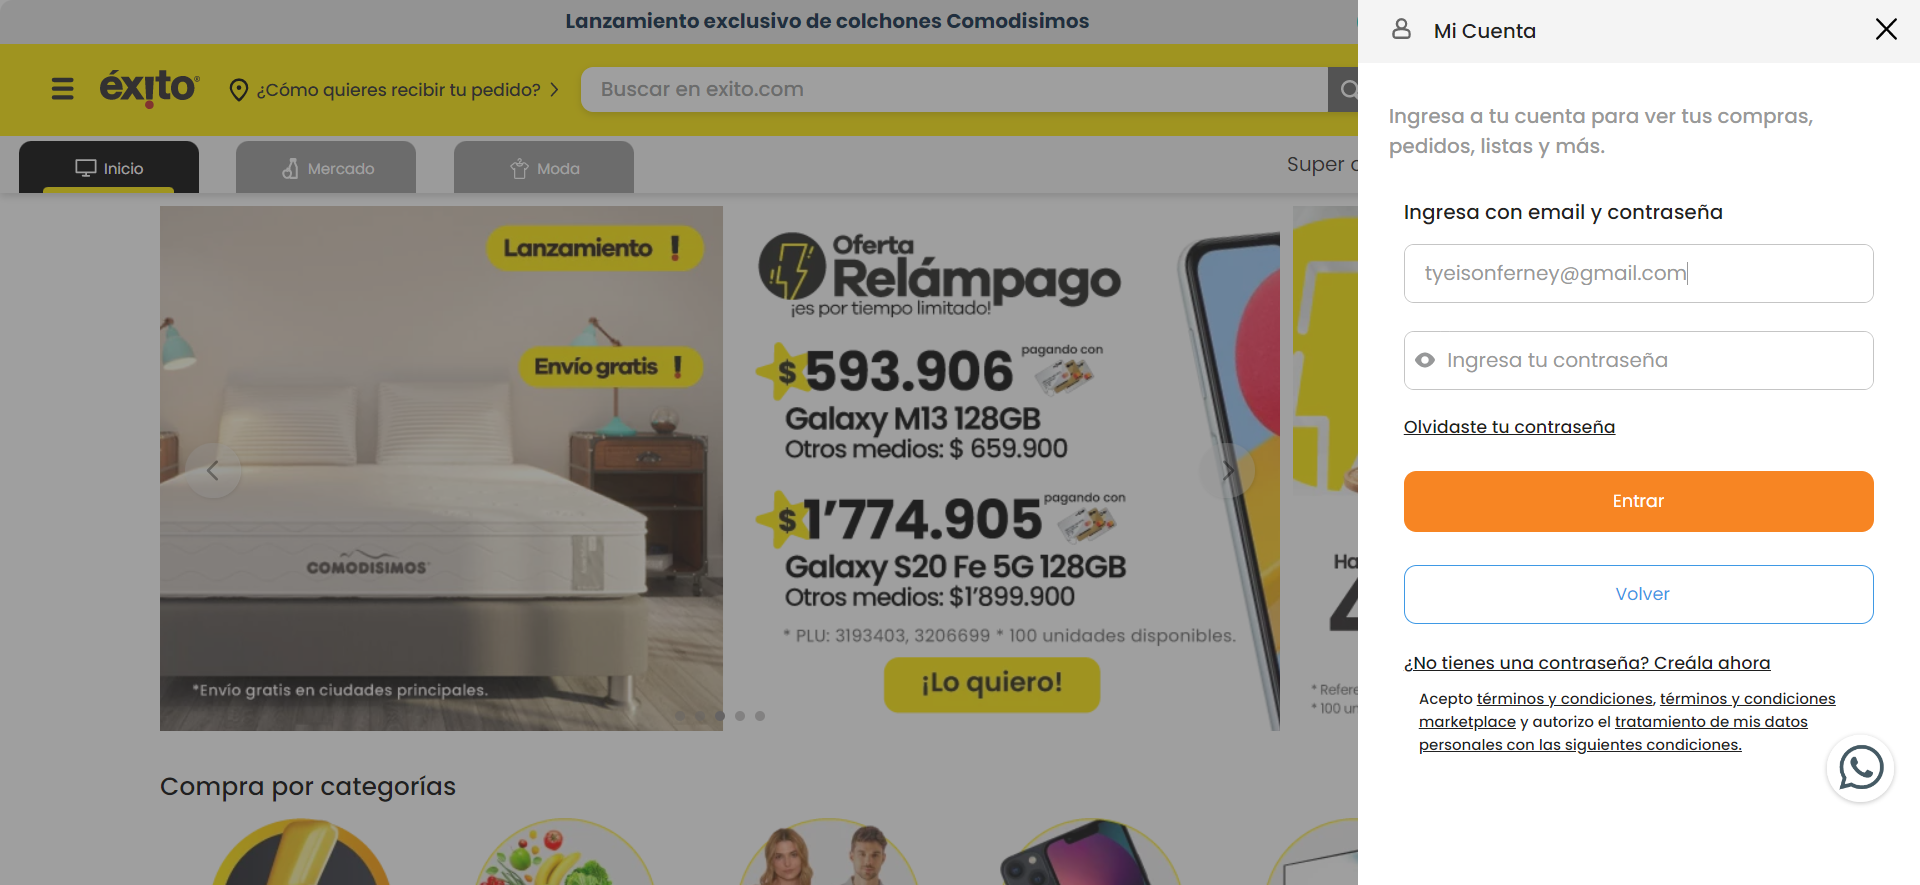 Lanzamiento exclusivo de colchones Comodisimos
éxito
¿Cómo quieres recibir tu pedido?
Buscar en exito.com
Inicio
Mercado
Moda
Super
Lanzamiento !
Envío gratis !
COMODISIMOS
*Envío gratis en ciudades principales.
Oferta
Relámpago
¡es por tiempo limitado!
$593.906 pagando con
Galaxy M13 128GB
Otros medios: $ 659.900
$1'774.905 pagando con
Galaxy S20 Fe 5G 128GB
Otros medios: $1'899.900
* PLU: 3193403, 3206699 * 100 unidades disponibles.
¡Lo quiero!
Compra por categorías
Mi Cuenta
Ingresa a tu cuenta para ver tus compras,
pedidos, listas y más.
Ingresa con email y contraseña
tyeisonferney@gmail.com
Ingresa tu contraseña
Olvidaste tu contraseña
Entrar
Volver
¿No tienes una contraseña? Creála ahora
Acepto términos y condiciones, términos y condiciones
marketplace y autorizo el tratamiento de mis datos
personales con las siguientes condiciones.